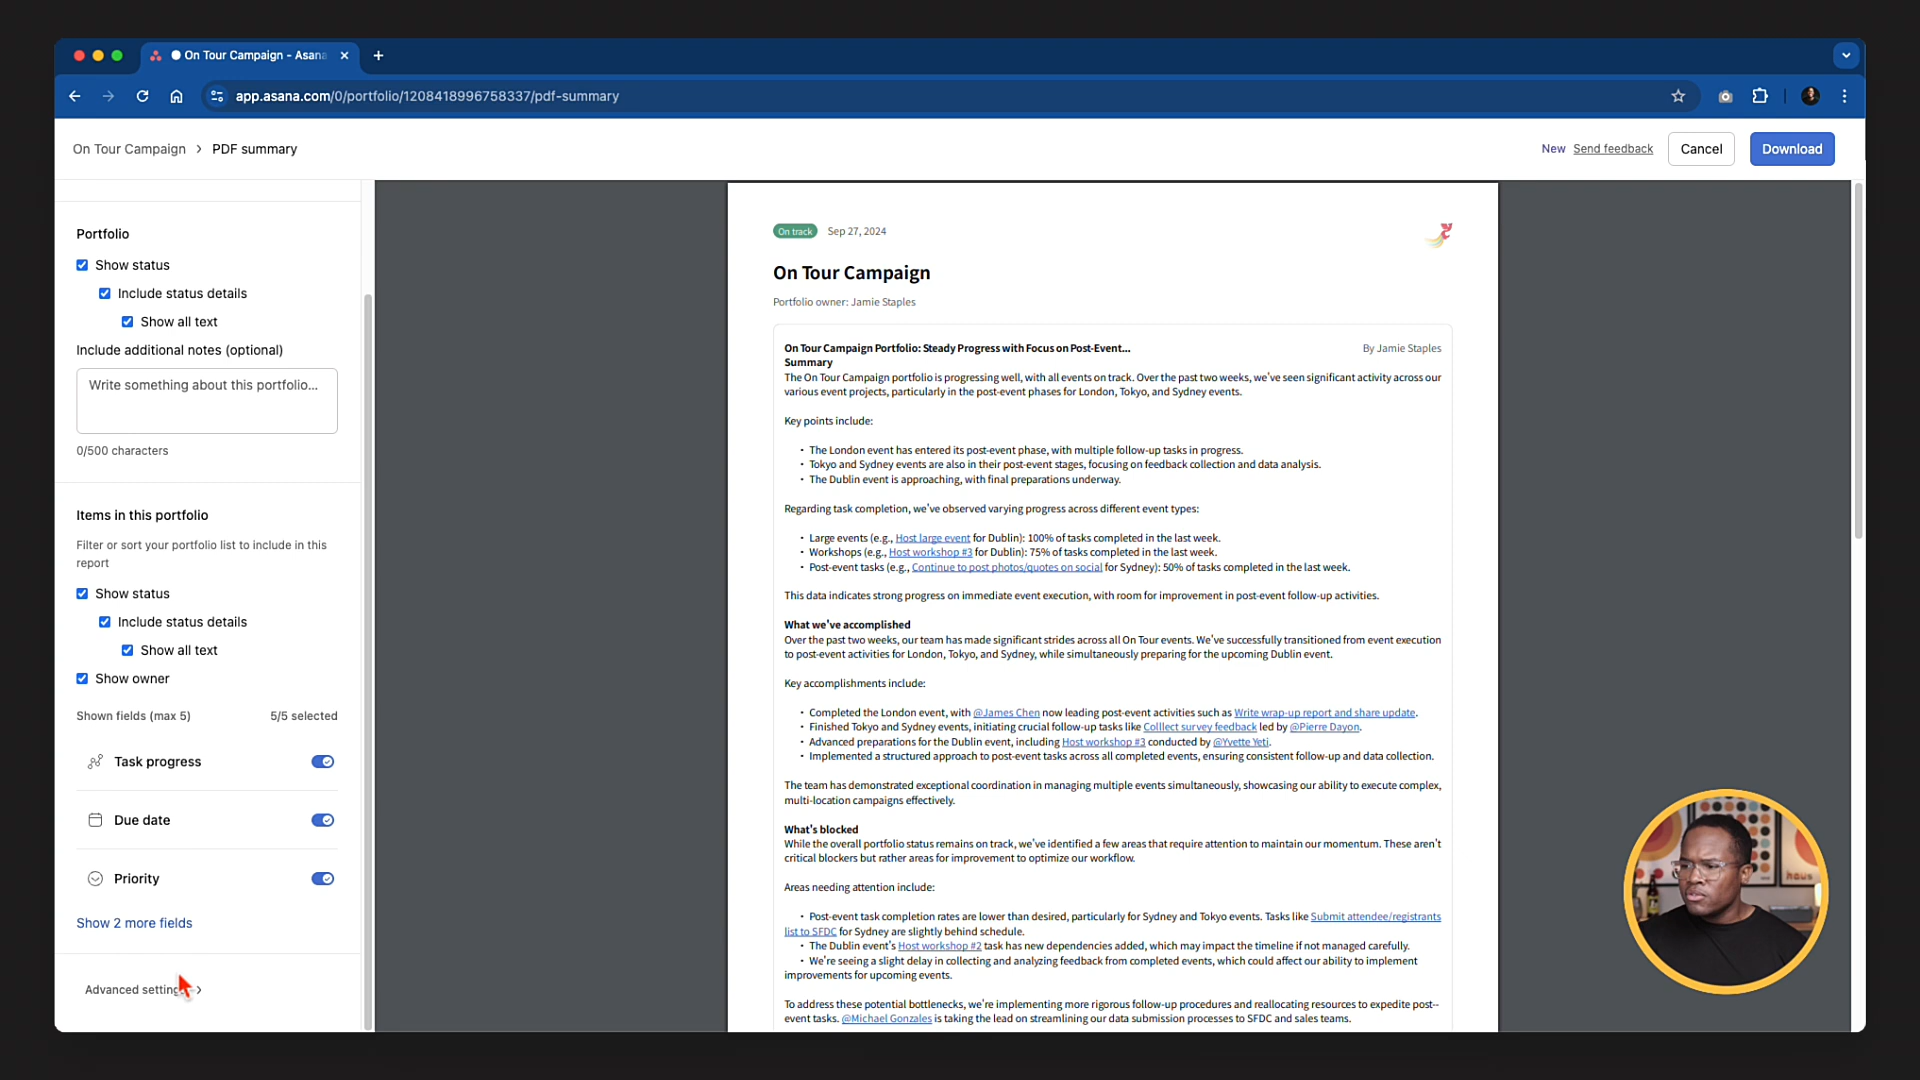 On Tour Campaign - Asana
app.asana.com/0/portfolio/1208418996758337/pdf-summary
On Tour Campaign > PDF summary
New Send feedback Cancel Download
Portfolio
Show status
Include status details
Show all text
Include additional notes (optional)
Write something about this portfolio...
0/500 characters
Items in this portfolio
Filter or sort your portfolio list to include in this
report
Show status
Include status details
Show all text
Show owner
Shown fields (max 5) 5/5 selected
Task progress
Due date
Priority
Show 2 more fields
Advanced setting >
On track Sep 27, 2024
On Tour Campaign
Portfolio owner: Jamie Staples
On Tour Campaign Portfolio: Steady Progress with Focus on Post-Event... By Jamie Staples
Summary
The On Tour Campaign portfolio is progressing well, with all events on track. Over the past two weeks, we've seen significant activity across our
various event projects, particularly in the post-event phases for London, Tokyo, and Sydney events.
Key points include:
• The London event has entered its post-event phase, with multiple follow-up tasks in progress.
• Tokyo and Sydney events are also in their post-event stages, focusing on feedback collection and data analysis.
• The Dublin event is approaching, with final preparations underway.
Regarding task completion, we've observed varying progress across different event types:
• Large events (e.g., Host large event for Dublin): 100% of tasks completed in the last week.
• Workshops (e.g., Host workshop #3 for Dublin): 75% of tasks completed in the last week.
• Post-event tasks (e.g., Continue to post photos/quotes on social for Sydney): 50% of tasks completed in the last week.
This data indicates strong progress on immediate event execution, with room for improvement in post-event follow-up activities.
What we've accomplished
Over the past two weeks, our team has made significant strides across all On Tour events. We've successfully transitioned from event execution
to post-event activities for London, Tokyo, and Sydney, while simultaneously preparing for the upcoming Dublin event.
Key accomplishments include:
• Completed the London event, with @James Chen now leading post-event activities such as Write wrap-up report and share update.
• Finished Tokyo and Sydney events, initiating crucial follow-up tasks like Colllect survey feedback led by @Pierre Dayon.
• Advanced preparations for the Dublin event, including Host workshop #3 conducted by @Yvette Yeti.
• Implemented a structured approach to post-event tasks across all completed events, ensuring consistent follow-up and data collection.
The team has demonstrated exceptional coordination in managing multiple events simultaneously, showcasing our ability to execute complex,
multi-location campaigns effectively.
What's blocked
While the overall portfolio status remains on track, we've identified a few areas that require attention to maintain our momentum. These aren't
critical blockers but rather areas for improvement to optimize our workflow.
Areas needing attention include:
• Post-event task completion rates are lower than desired, particularly for Sydney and Tokyo events. Tasks like Submit attendee/registrants
list to SFDC for Sydney are slightly behind schedule.
• The Dublin event's Host workshop #2 task has new dependencies added, which may impact the timeline if not managed carefully.
• We're seeing a slight delay in collecting and analyzing feedback from completed events, which could affect our ability to implement
improvements for upcoming events.
To address these potential bottlenecks, we're implementing more rigorous follow-up procedures and reallocating resources to expedite post--
event tasks. @Michael Gonzales is taking the lead on streamlining our data submission processes to SFDC and sales teams.
haus